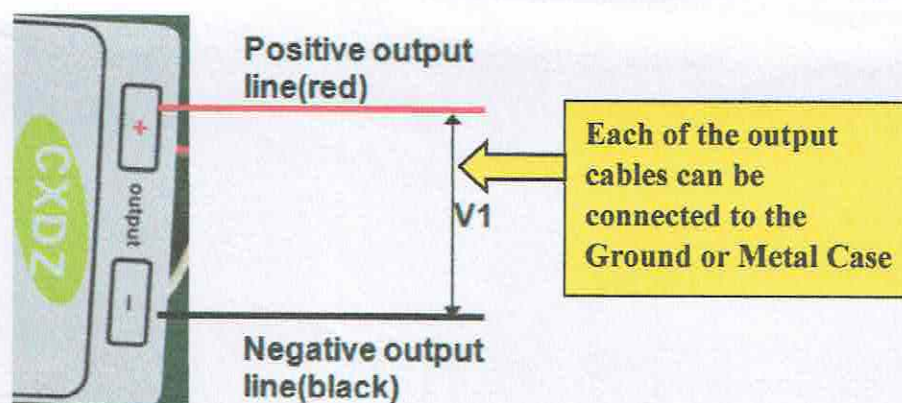 Positive output
line(red)
+
output
CXDZ
-
V1
Each of the output
cables can be
connected to the
Ground or Metal Case
Negative output
line(black)